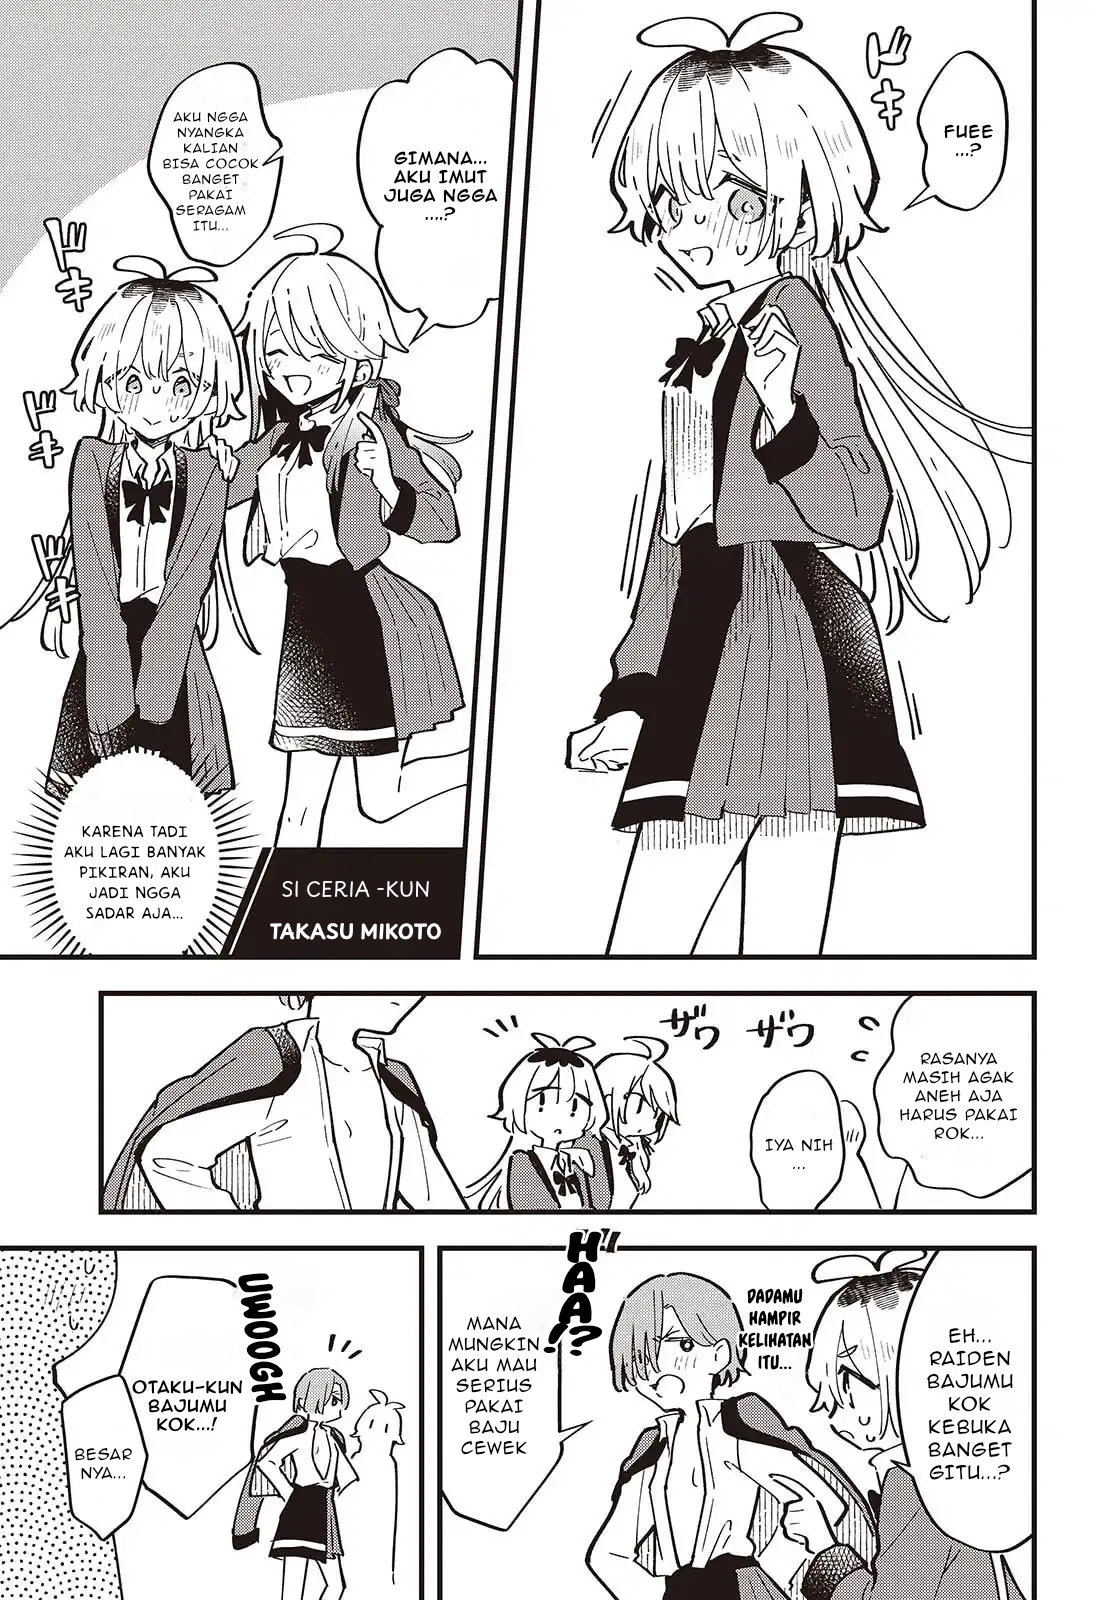 FUEE
...?
ドキ
GIMANA...
AKU IMUT
JUGA NGGA
....?
AKU NGGA
NYANGKA
KALIAN
BISA COCOK
BANGET
PAKAI
SERAGAM
ITU...
ドキ
ドキ
ドキ
KARENA TADI
AKU LAGI BANYAK
PIKIRAN, AKU
JADI NGGA
SADAR AJA...
SI CERIA -KUN
TAKASU MIKOTO
RASANYA
MASIH AGAK
ANEH AJA
HARUS PAKAI
ROK...
IYA NIH
...
ザワ ザワ
EH...
RAIDEN
BAJUMU
KOK
KEBUKA
BANGET
GITU...?
DADAMU
HAMPIR
KELIHATAN
ITU...
HAA!?
MANA
MUNGKIN
AKU MAU
SERIUS
PAKAI
BAJU
CEWEK
UWOOGH
OTAKU-KUN
BAJUMU
KOK...!
BESAR
NYA...